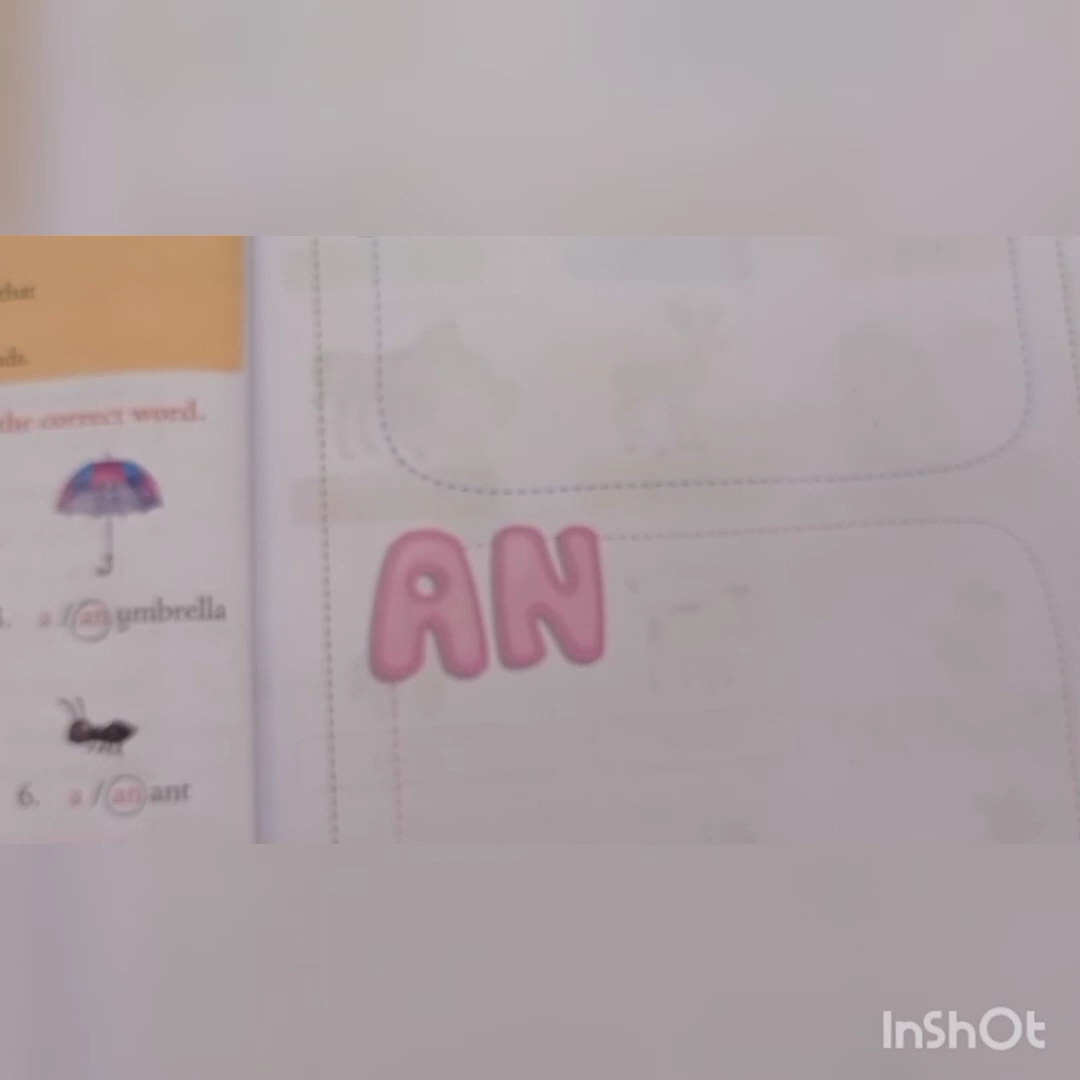 the correct word.
a / an umbrella
AN
6. a / an ant
InShOt